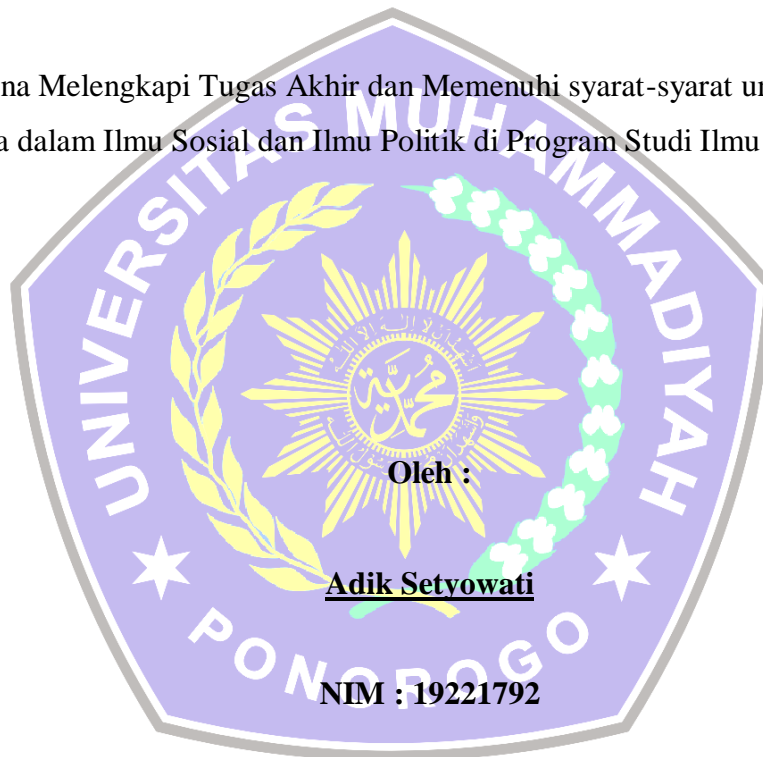 na Melengkapi Tugas Akhir dan Memenuhi syarat-syarat un
a dalam Ilmu Sosial dan Ilmu Politik di Program Studi Ilmu
UNIVERSITAS MUHAMMADIYAH
محمدية
Oleh :
Adik Setyowati
PONOROGO
NIM : 19221792